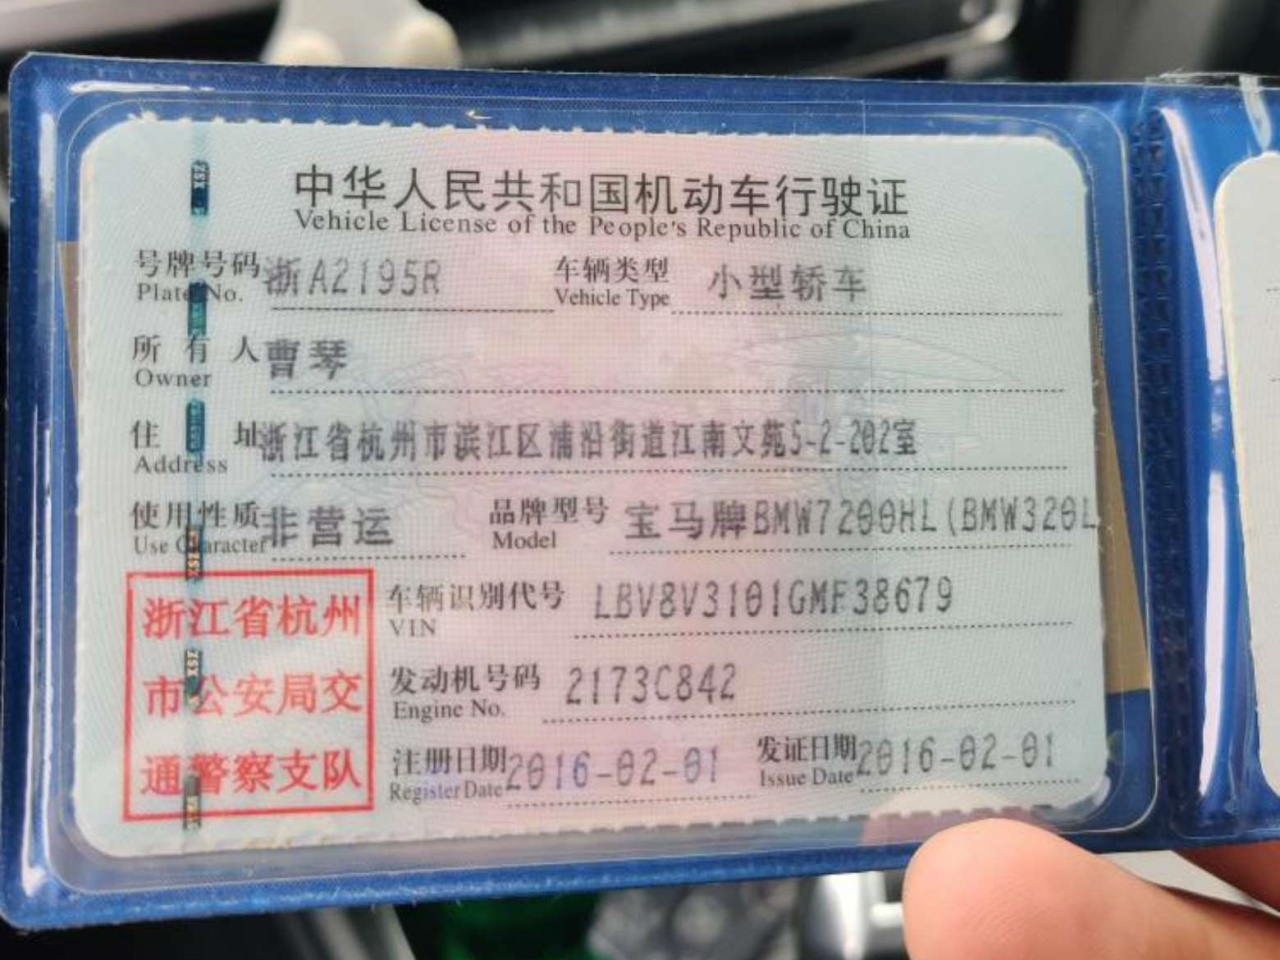 中华人民共和国机动车行驶证
Vehicle License of the People's Republic of China
号牌号码 浙A2195R 车辆类型 小型轿车
Plate No. Vehicle Type
所有人 曹琴
Owner
住址 浙江省杭州市滨江区浦沿街道江南文苑5-2-202室
Address
使用性质 非营运 品牌型号 宝马牌BMW7200HL(BMW320L
Use Character Model
浙江省杭州
市公安局交
通警察支队
车辆识别代号 LBV8V3101GMF38679
VIN
发动机号码 2173C842
Engine No.
注册日期 2016-02-01 发证日期 2016-02-01
Register Date Issue Date